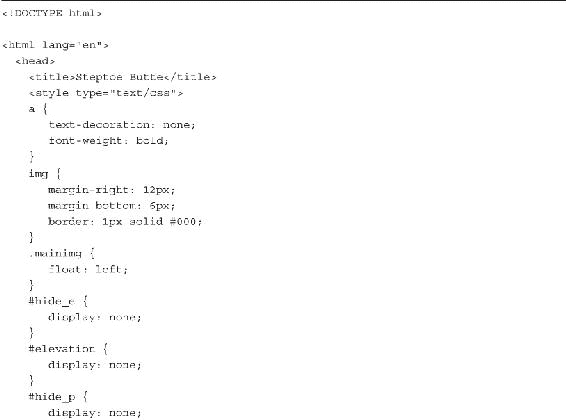 <!DOCTYPE html>
<html lang="en">
<head>
<title>Steptoe Butte</title>
<style type="text/css">
a {
text-decoration: none;
font-weight: bold;
}
img {
margin-right: 12px;
margin-bottom: 6px;
border: 1px solid #000;
}
.mainimg {
float: left;
}
#hide_e {
display: none;
}
#elevation {
display: none;
}
#hide_p {
display: none;